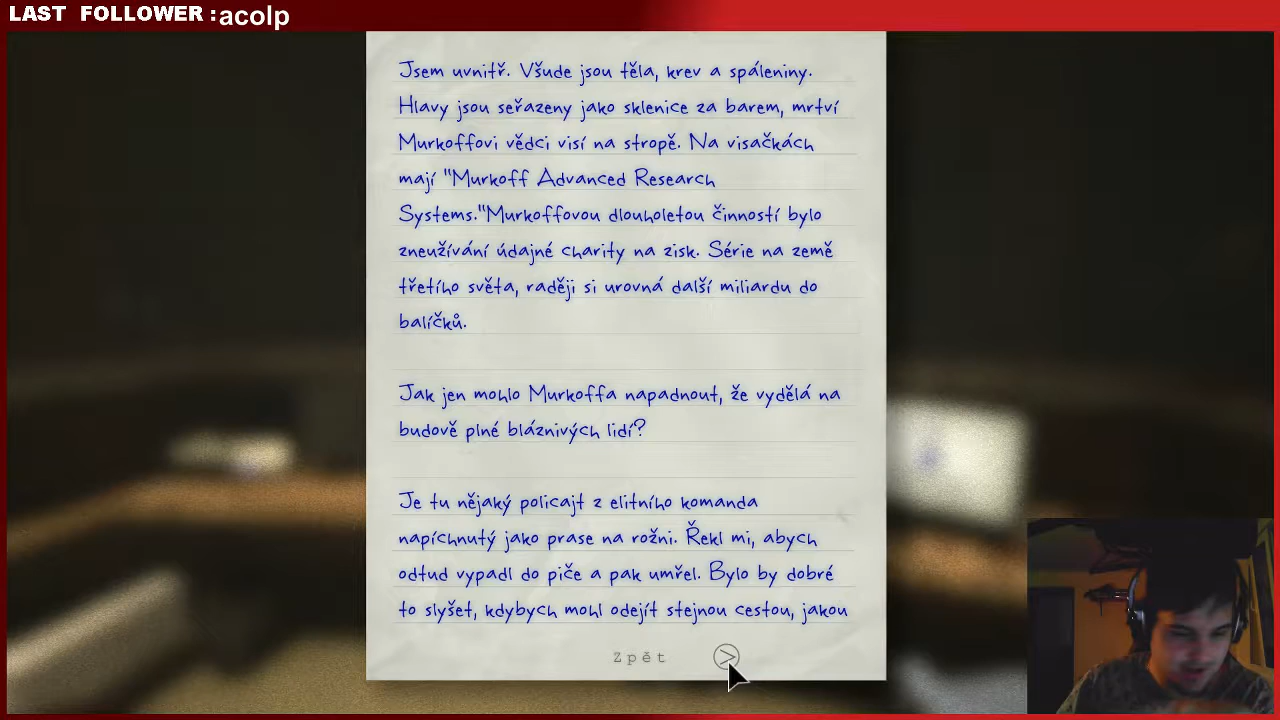 LAST FOLLOWER : acolp
Jsem uvnitř. Všude jsou těla, krev a spáleniny.
Hlavy jsou seřazeny jako sklenice za barem, mrtví
Murkoffovi vědci visí na stropě. Na visačkách
mají "Murkoff Advanced Research
Systems."Murkoffovou dlouholetou činností bylo
zneužívání údajné charity na zisk. Série na země
třetího světa, raději si urovná další miliardu do
balíčků.
Jak jen mohlo Murkoffa napadnout, že vydělá na
budově plné bláznivých lidí?
Je tu nějaký policajt z elitního komanda
napíchnutý jako prase na rožni. Řekl mi, abych
odtud vypadl do piče a pak umřel. Bylo by dobré
to slyšet, kdybych mohl odejít stejnou cestou, jakou
Zpět >